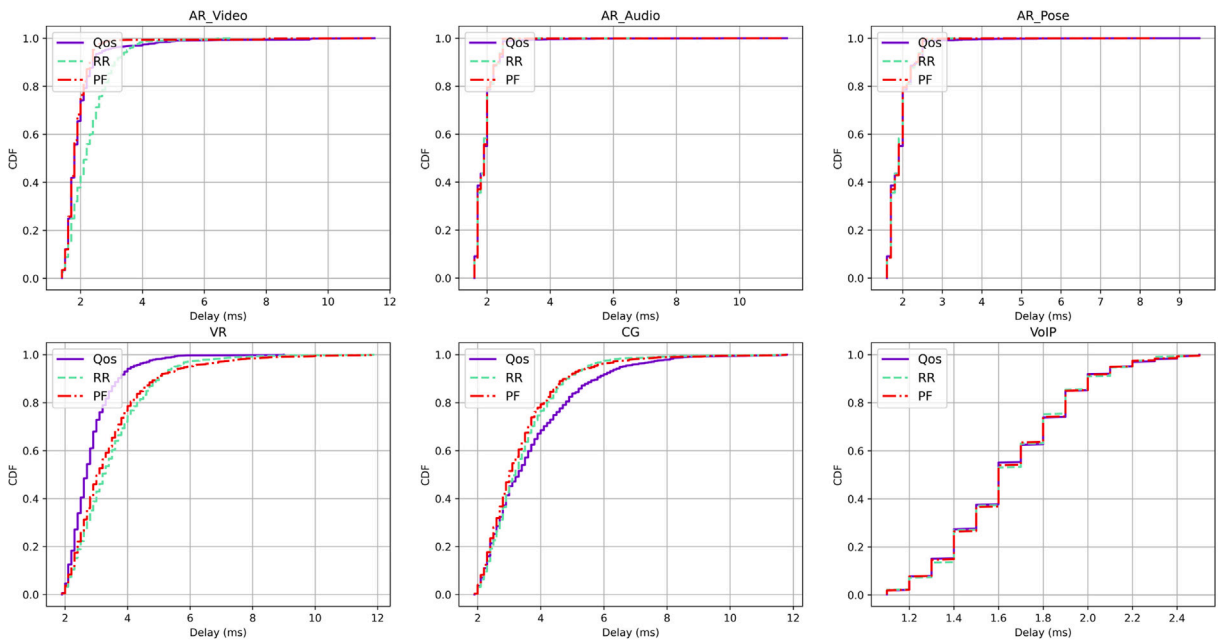 AR_Video
1.0
0.8
0.6
0.4
0.2
0.0
CDF
Qos
RR
PF
2 4 6 8 10 12
Delay (ms)
AR_Audio
1.0
0.8
0.6
0.4
0.2
0.0
CDF
Qos
RR
PF
2 4 6 8 10
Delay (ms)
AR_Pose
1.0
0.8
0.6
0.4
0.2
0.0
CDF
Qos
RR
PF
2 3 4 5 6 7 8 9
Delay (ms)
VR
1.0
0.8
0.6
0.4
0.2
0.0
CDF
Qos
RR
PF
2 4 6 8 10 12
Delay (ms)
CG
1.0
0.8
0.6
0.4
0.2
0.0
CDF
Qos
RR
PF
2 4 6 8 10 12
Delay (ms)
VoIP
1.0
0.8
0.6
0.4
0.2
0.0
CDF
Qos
RR
PF
1.2 1.4 1.6 1.8 2.0 2.2 2.4
Delay (ms)